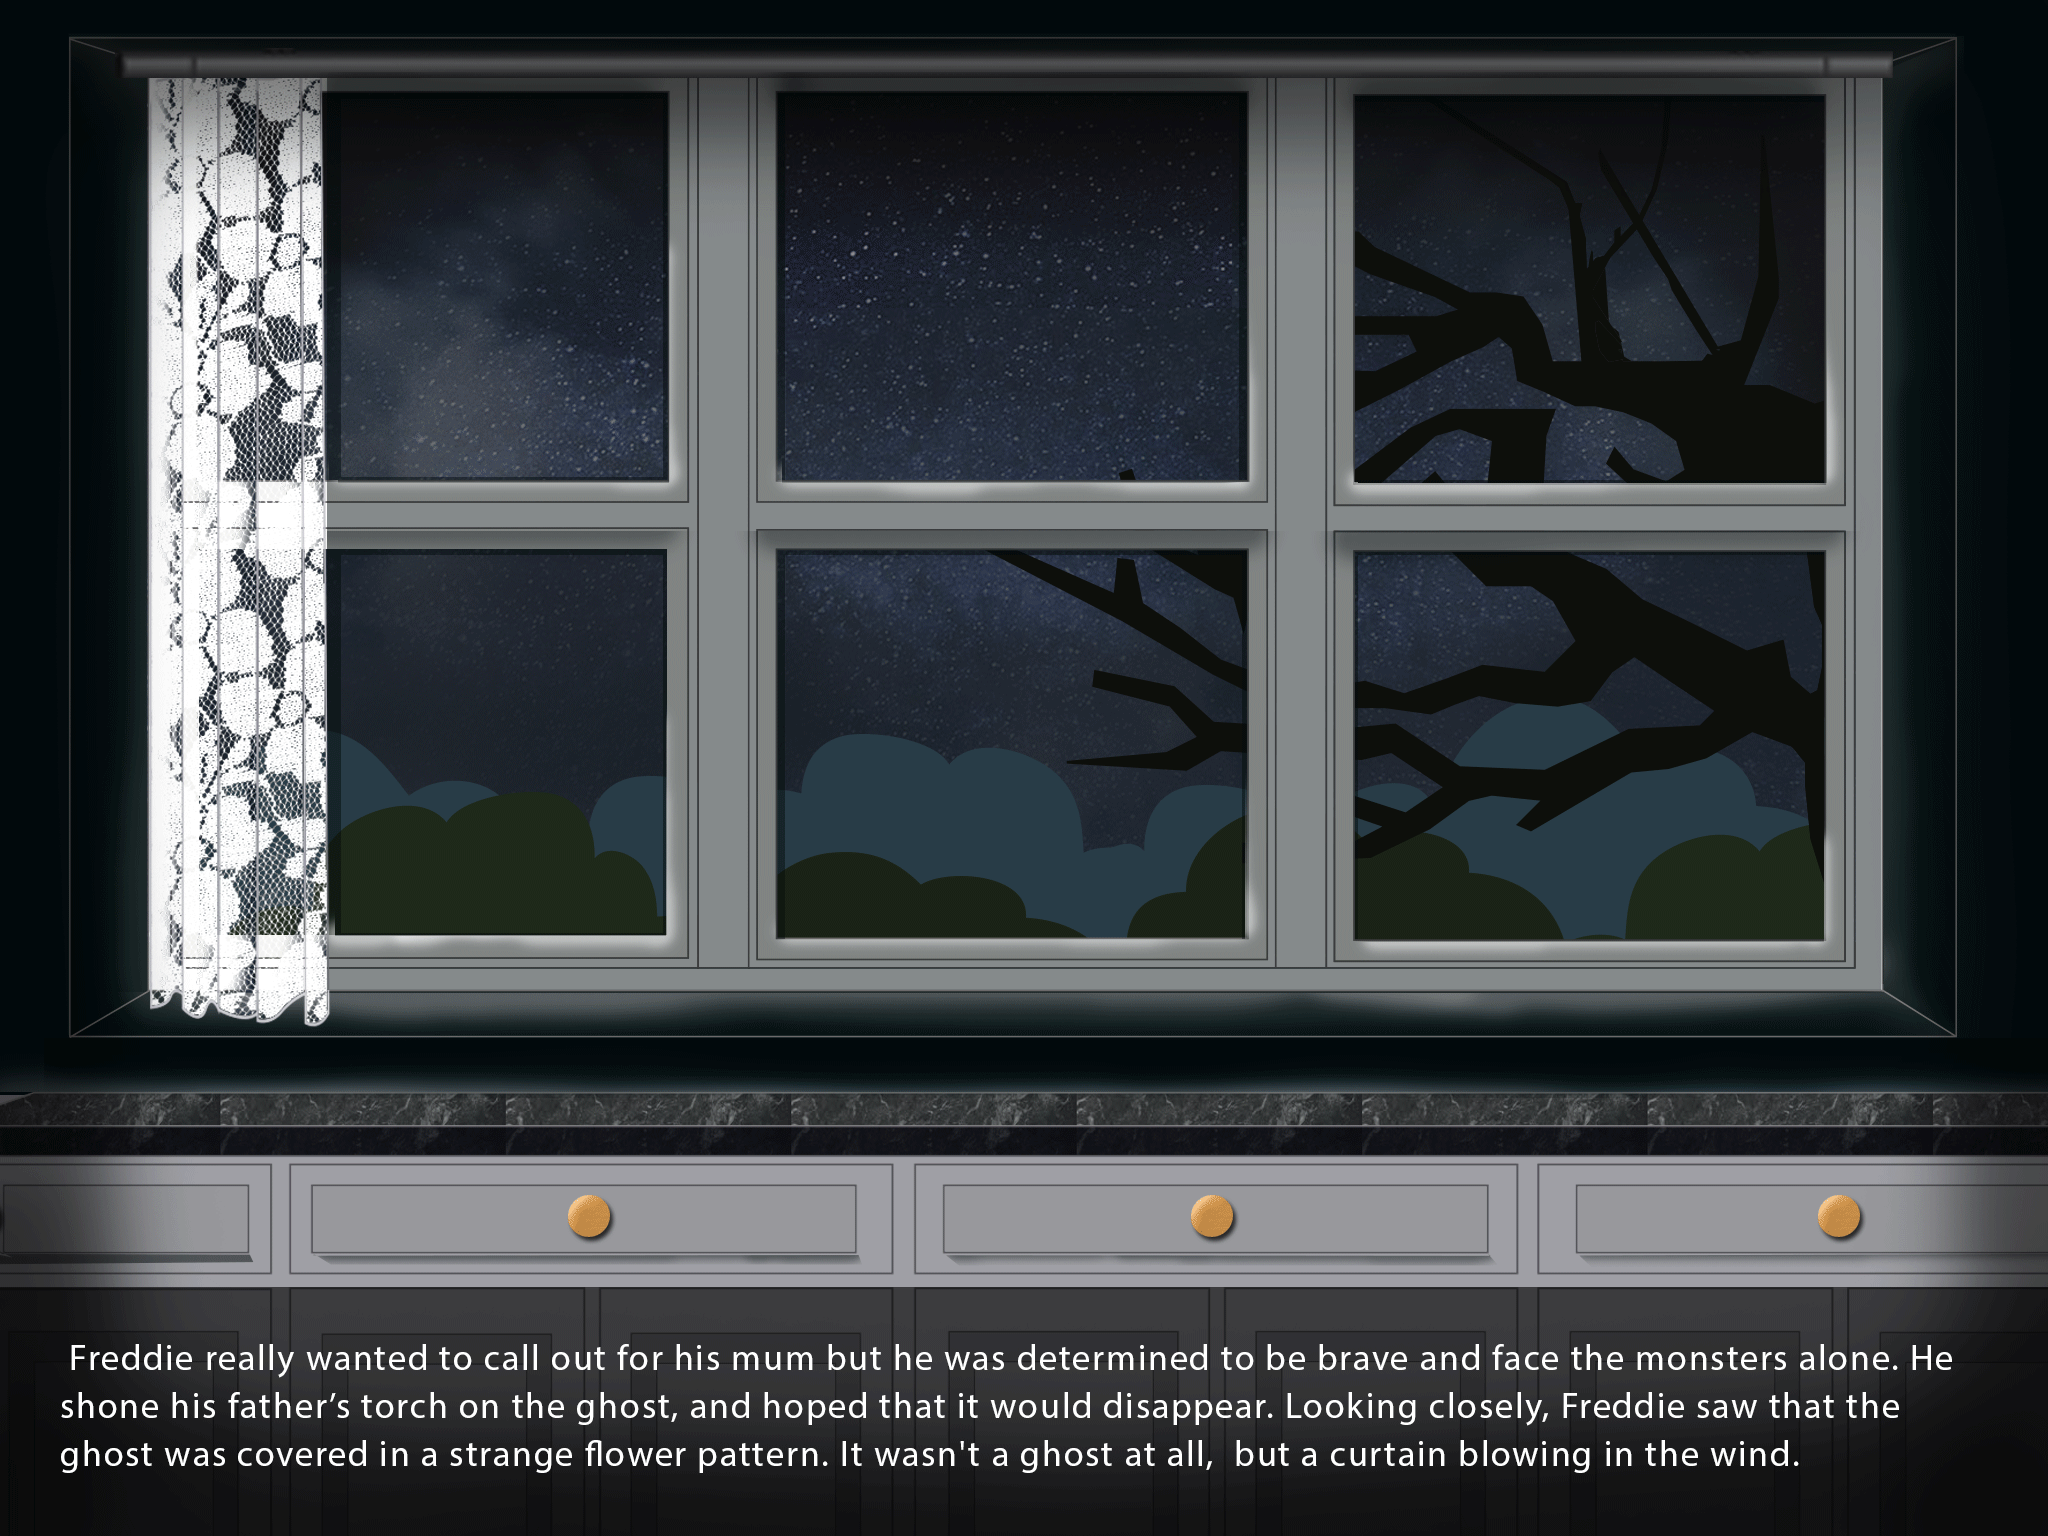 Freddie really wanted to call out for his mum but he was determined to be brave and face the monsters alone. He
shone his father’s torch on the ghost, and hoped that it would disappear. Looking closely, Freddie saw that the
ghost was covered in a strange flower pattern. It wasn't a ghost at all,  but a curtain blowing in the wind.